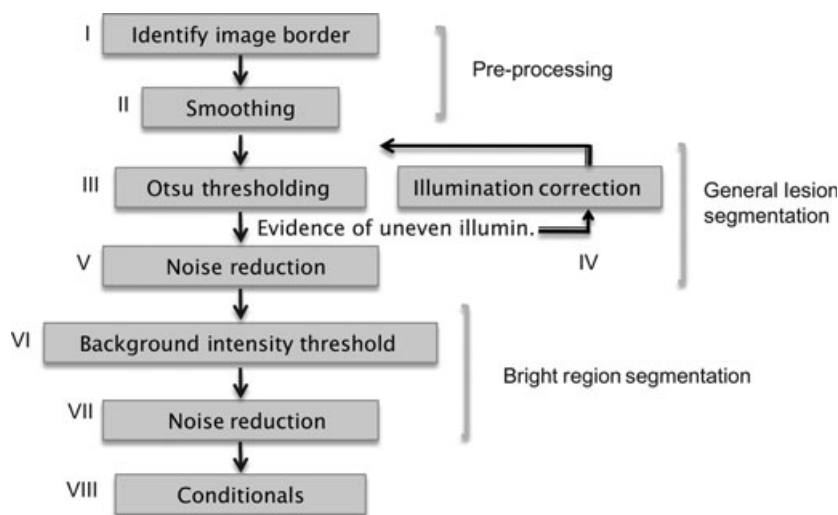 I
Identify image border
Pre-processing
II
Smoothing
III
Otsu thresholding
Illumination correction
General lesion
segmentation
Evidence of uneven illumin.
IV
V
Noise reduction
VI
Background intensity threshold
Bright region segmentation
VII
Noise reduction
VIII
Conditionals